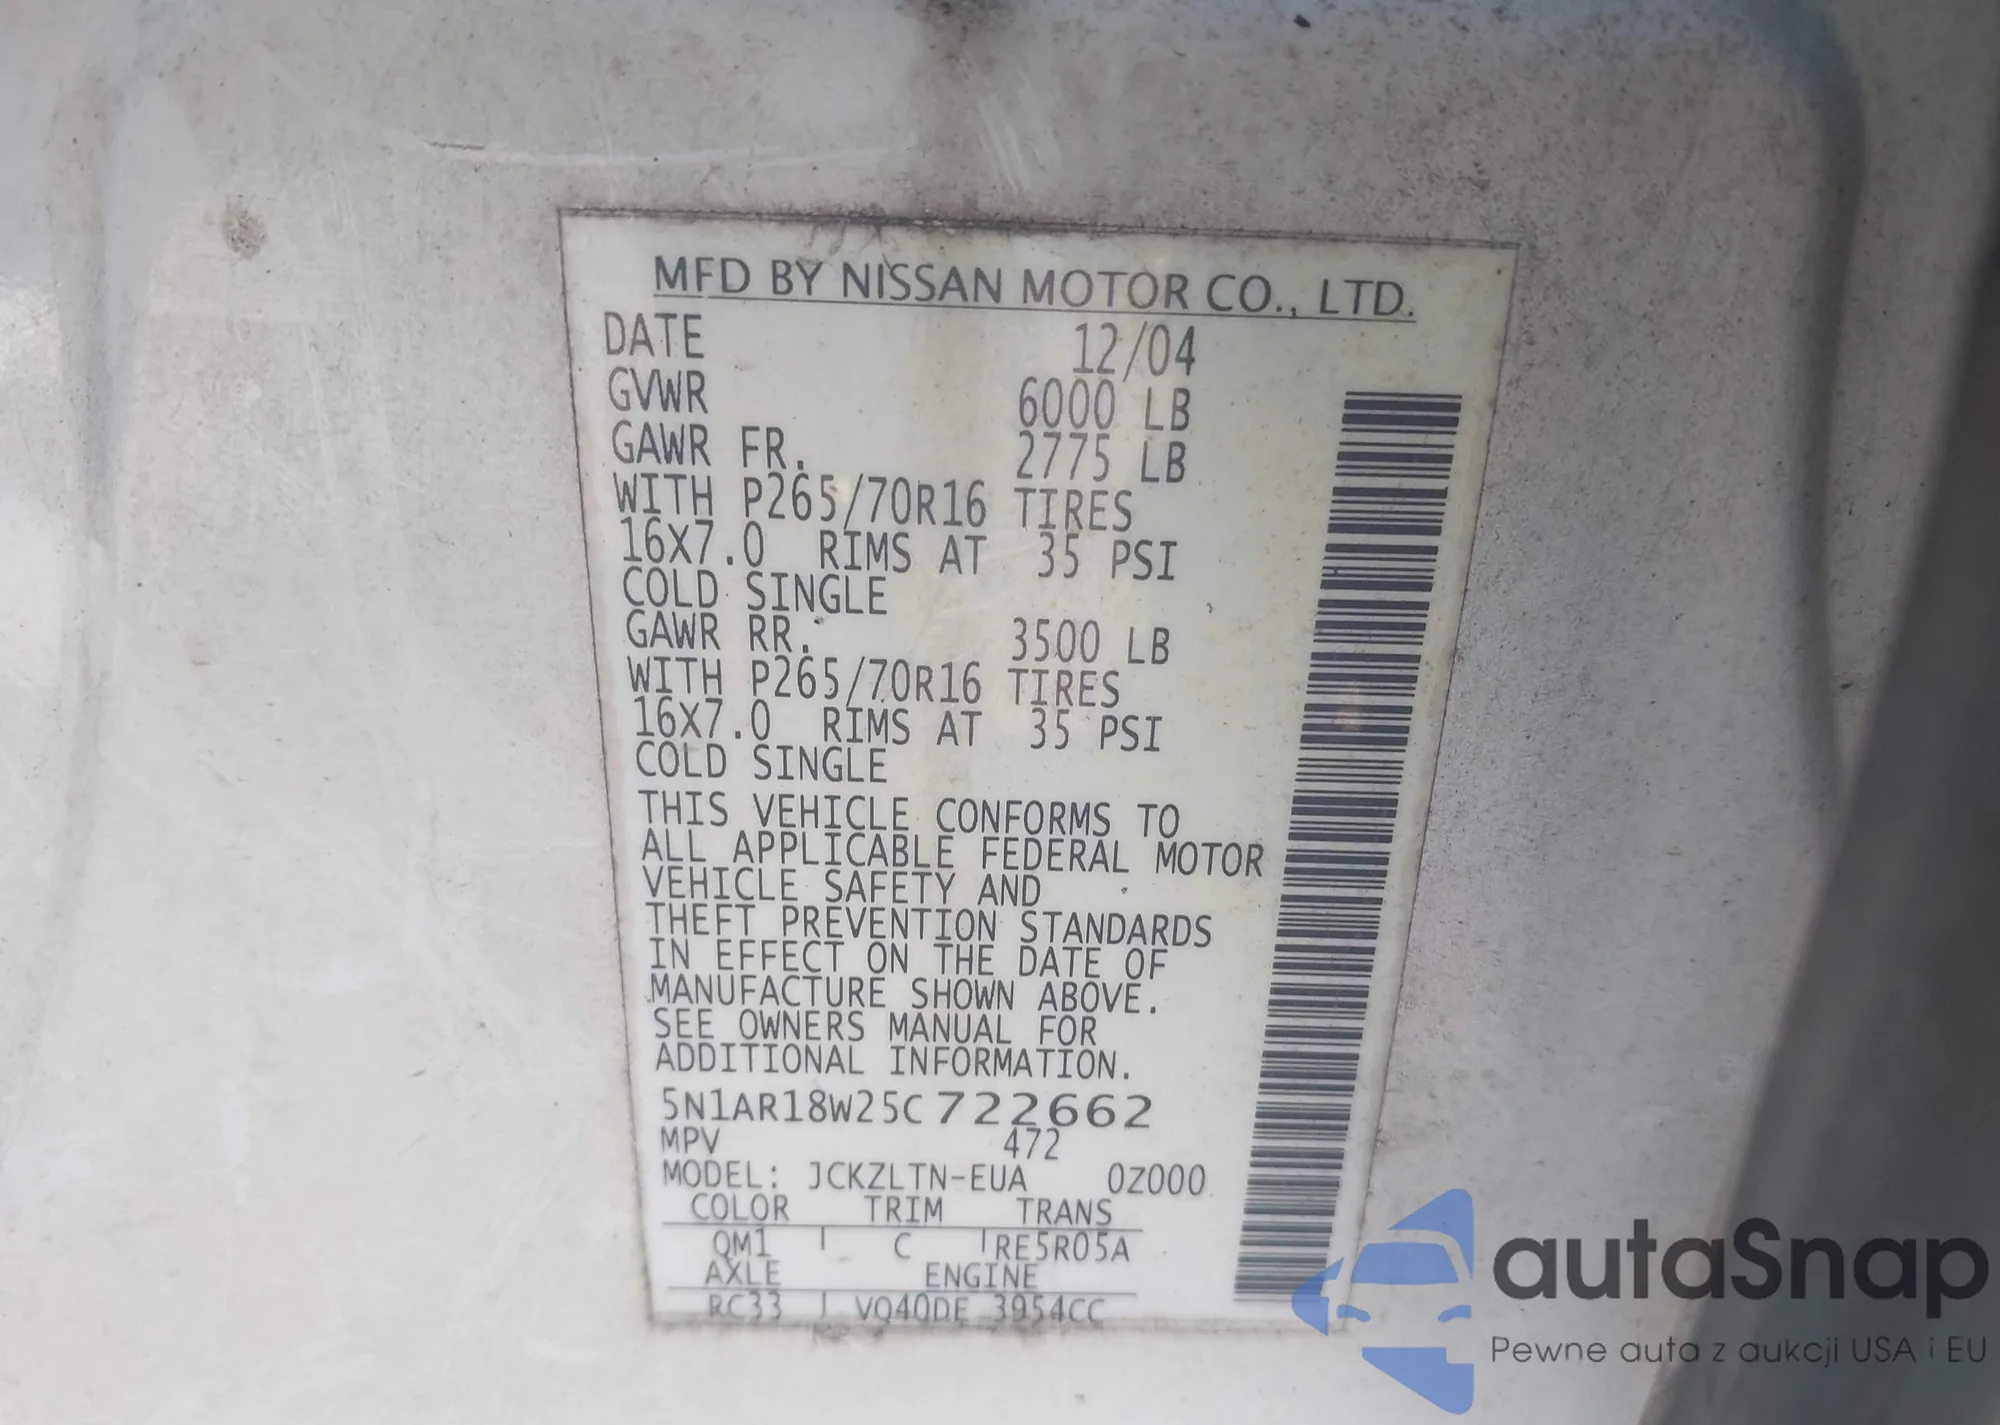 MFD BY NISSAN MOTOR CO., LTD.
DATE 12/04
GVWR 6000 LB
GAWR FR. 2775 LB
WITH P265/70R16 TIRES
16X7.0 RIMS AT 35 PSI
COLD SINGLE
GAWR RR. 3500 LB
WITH P265/70R16 TIRES
16X7.0 RIMS AT 35 PSI
COLD SINGLE
THIS VEHICLE CONFORMS TO
ALL APPLICABLE FEDERAL MOTOR
VEHICLE SAFETY AND
THEFT PREVENTION STANDARDS
IN EFFECT ON THE DATE OF
MANUFACTURE SHOWN ABOVE.
SEE OWNERS MANUAL FOR
ADDITIONAL INFORMATION.
5N1AR18W25C722662
MPV 472
MODEL: JCKZLTN-EUA 0Z000
COLOR TRIM TRANS
QM1 C RE5R05A
AXLE ENGINE
RC33 VQ40DE 3954CC
autaSnap
Pewne auta z aukcji USA i EU